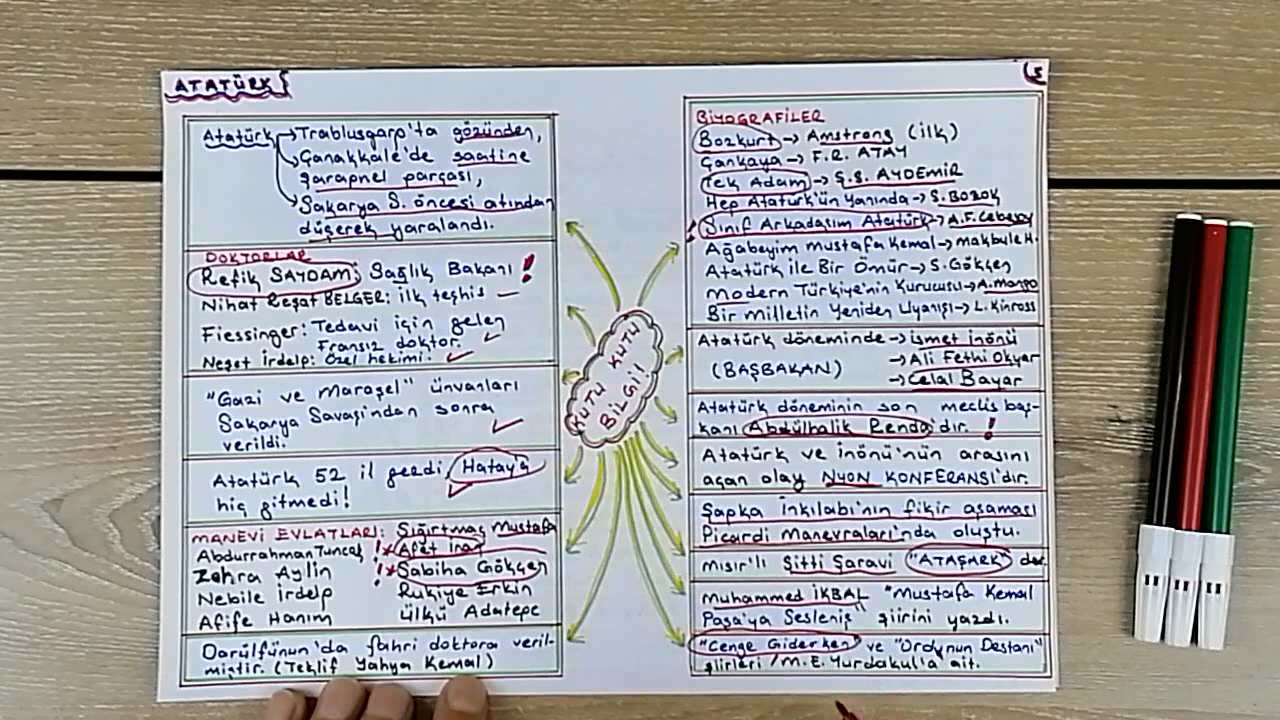 ATATÜRK
Atatürk → Trablusgarp'ta gözünden,
→ Çanakkale'de saatine
şarapnel parçası,
→ Sakarya S. öncesi atından
düşerek yaralandı.
DOKTORLAR
Refik SAYDAM: Sağlık Bakanı !
Nihat Reşat BELGER: ilk teşhis
Fiessinger: Tedavi için gelen
Fransız doktor.
Neşet İrdelp: Özel hekimi.
"Gazi ve Mareşel" ünvanları
Sakarya Savaşından sonra
verildi.
Atatürk 52 il gezdi, Hatay'a
hiç gitmedi!
MANEVİ EVLATLARI: Sığırtmaç Mustafa
Abdurrahman Tuncak ! * Afet İnan
Zehra Aylin ! * Sabiha Gökçen
Nebile İrdelp Rukiye Erkin
Afife Hanım Ülkü Adatepe
Darülfünun'da fahri doktora veril-
miştir. (Teklif Yahya Kemal)
KUTU KUTU
BİLGİ!
BİYOGRAFİLER
Bozkurt → Amstrong (ilk)
Çankaya → F.R. ATAY
Tek Adam → Ş.S. AYDEMİR
Hep Atatürk'ün Yanında → S. BOZOK
! Sınıf Arkadaşım Atatürk → A.F. Cebesoy
Ağabeyim Mustafa Kemal → Makbule H.
Atatürk ile Bir Ömür → S. Gökçen
Modern Türkiye'nin Kurucusu → A. Mango
Bir Milletin Yeniden Uyanışı → L. Kinross
Atatürk döneminde → İsmet İnönü
(BAŞBAKAN) → Ali Fethi Okyar
→ Celal Bayar
Atatürk döneminin son meclis baş-
kanı Abdülhalik Renda'dır. !
Atatürk ve İnönü'nün arasını
açan olay NYON KONFERANSI'dır.
Şapka İnkılabı'nın fikir aşaması
Picardi Manevraları'nda oluştu.
Mısır'lı Şitti Şaravi "ATAŞARK" der.
Muhammed İKBAL "Mustafa Kemal
Paşa'ya Sesleniş" şiirini yazdı.
"Cenge Giderken" ve "Ordunun Destanı"
şiirleri / M.E. Yurdakul'a ait.